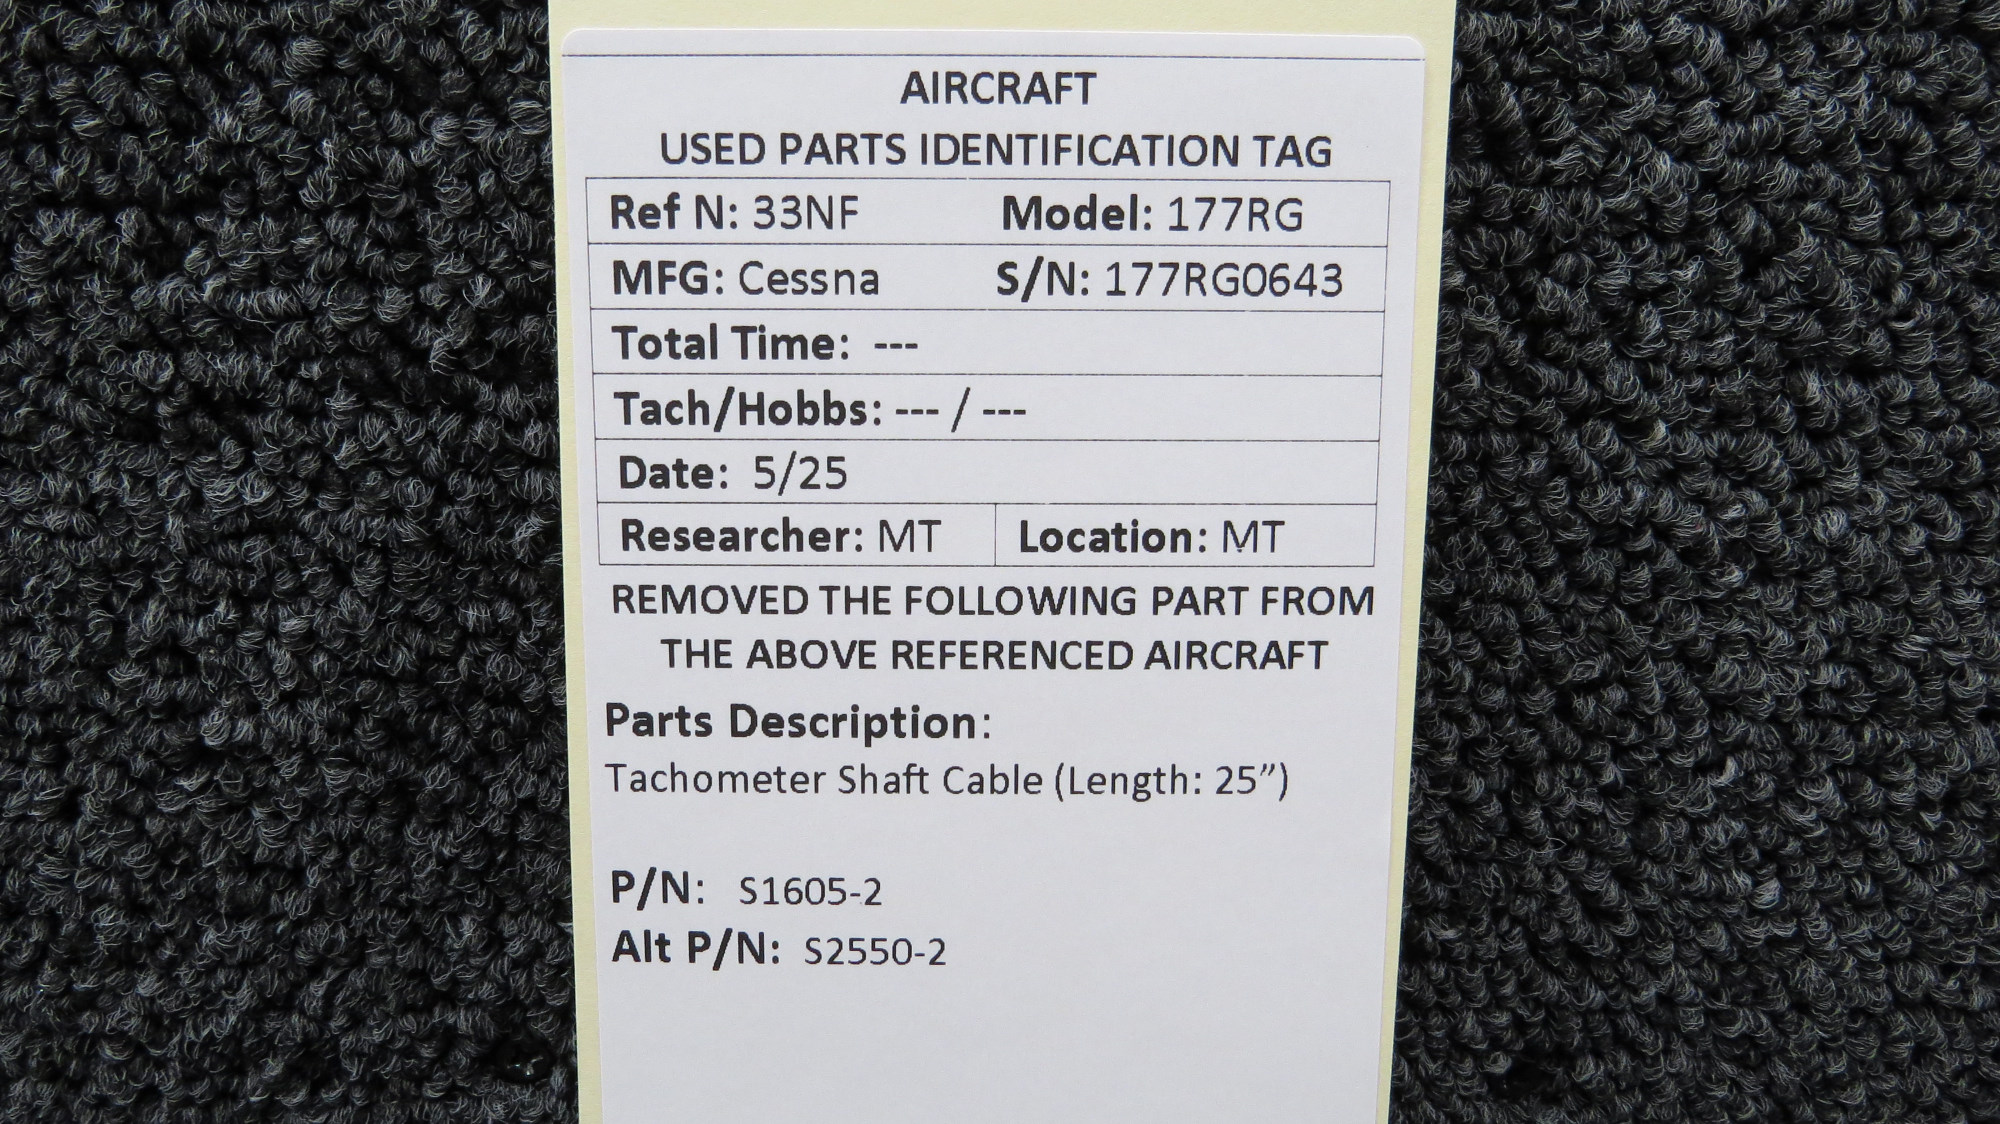 AIRCRAFT
USED PARTS IDENTIFICATION TAG
Ref N: 33NF Model: 177RG
MFG: Cessna S/N: 177RG0643
Total Time: ---
Tach/Hobbs: --- / ---
Date: 5/25
Researcher: MT Location: MT
REMOVED THE FOLLOWING PART FROM
THE ABOVE REFERENCED AIRCRAFT
Parts Description:
Tachometer Shaft Cable (Length: 25”)
P/N: S1605-2
Alt P/N: S2550-2